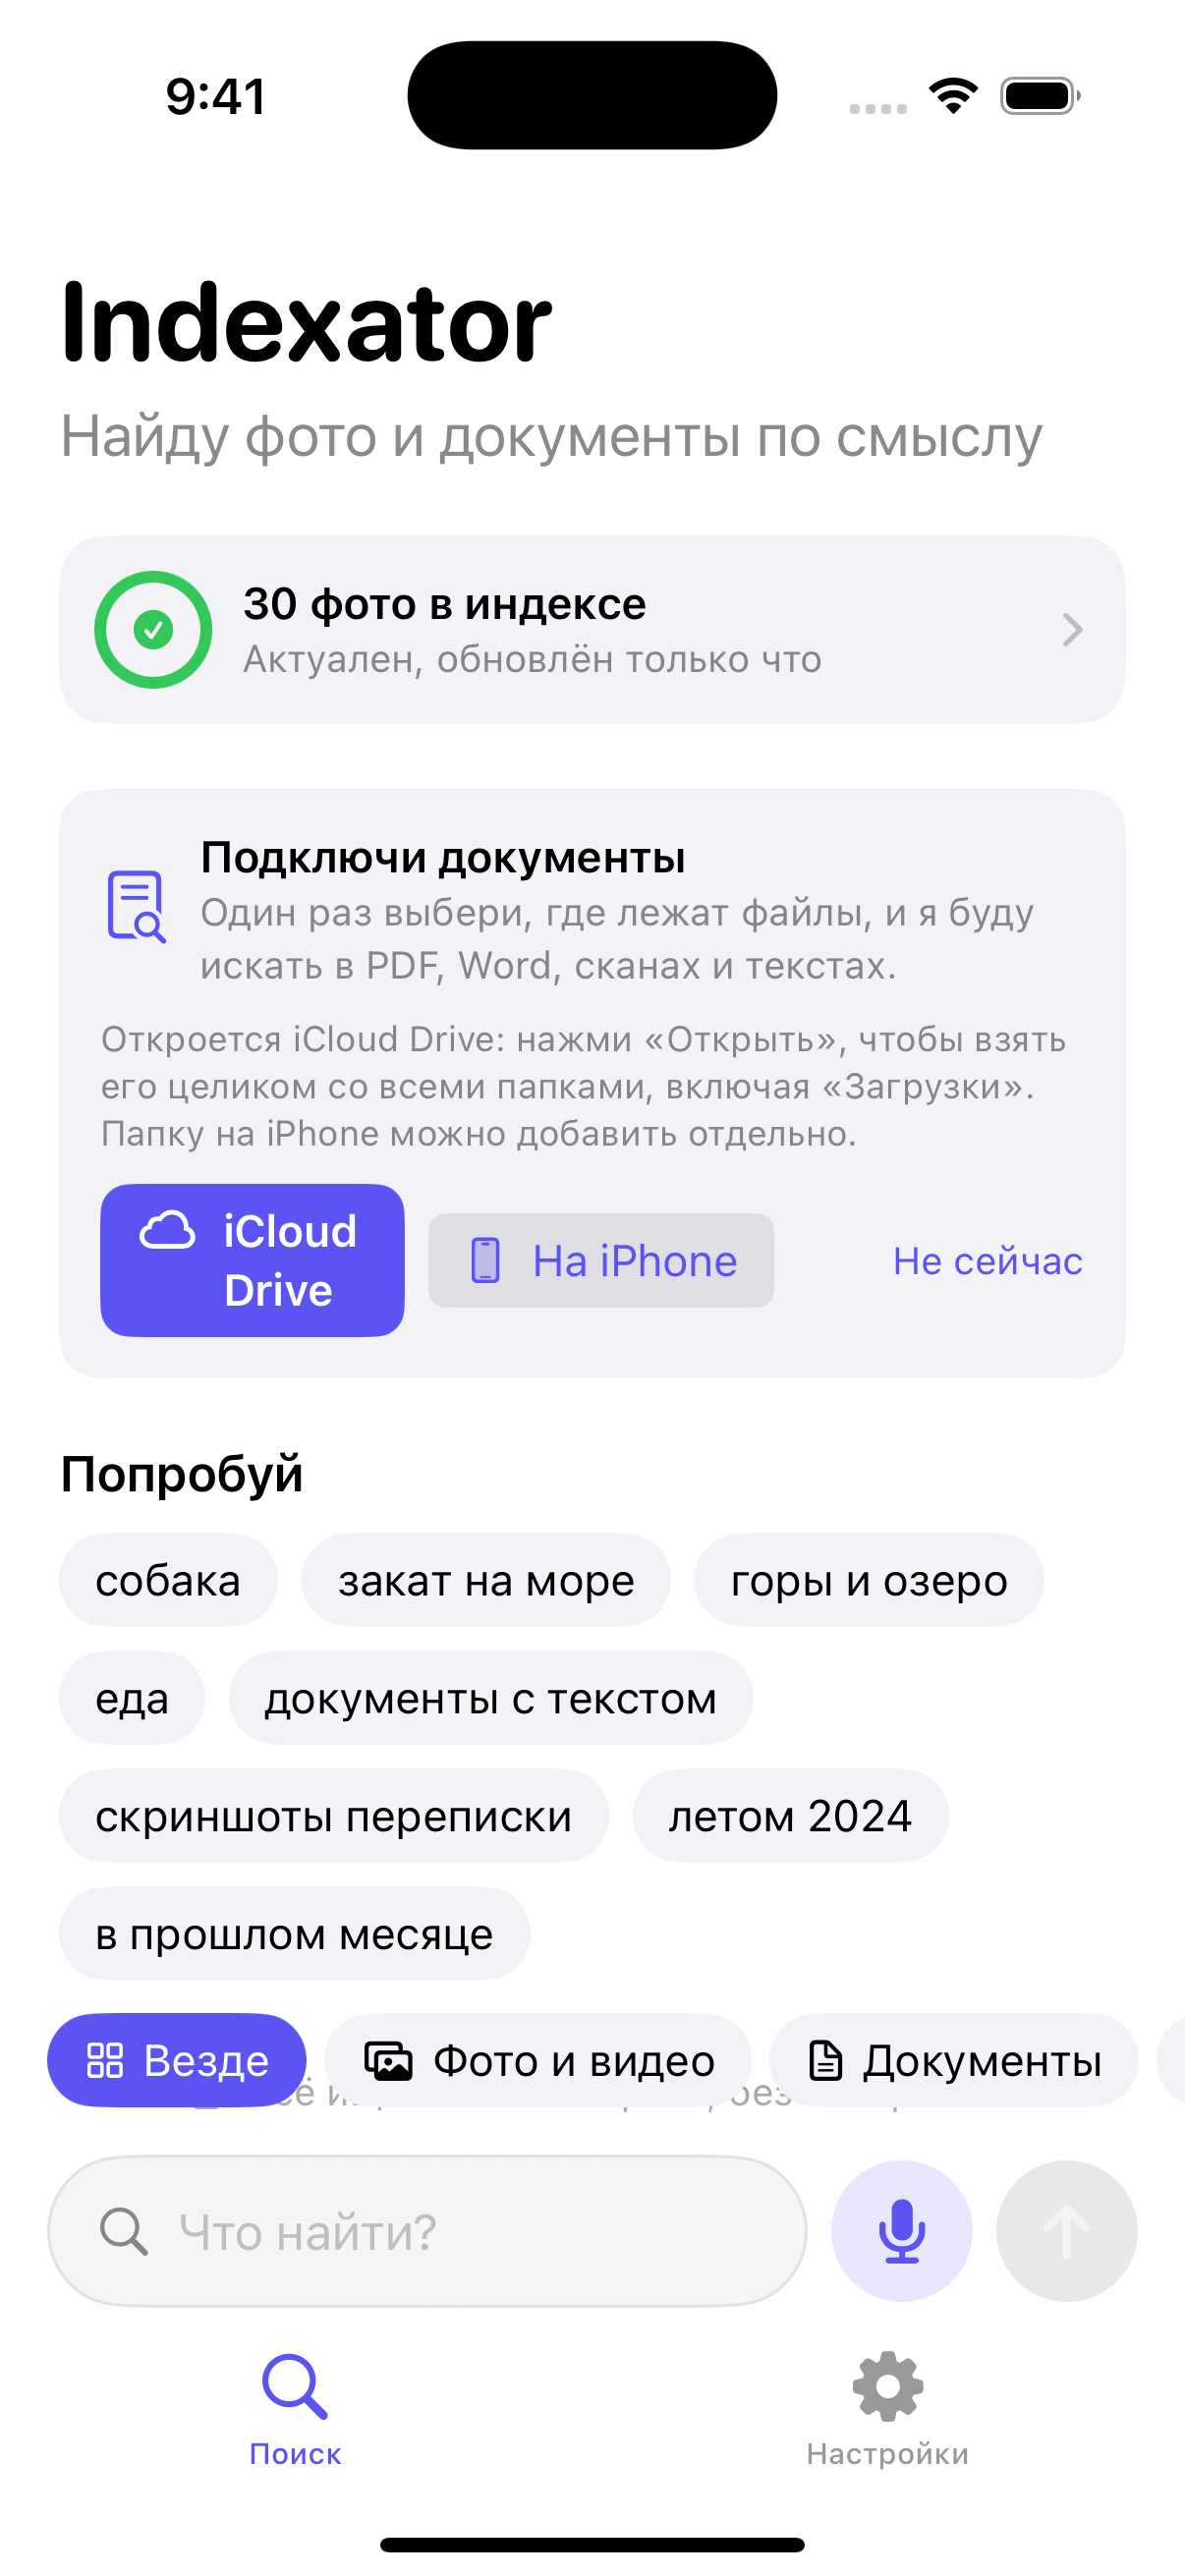 9:41
Indexator
Найду фото и документы по смыслу
30 фото в индексе
Актуален, обновлён только что
Подключи документы
Один раз выбери, где лежат файлы, и я буду
искать в PDF, Word, сканах и текстах.
Откроется iCloud Drive: нажми «Открыть», чтобы взять
его целиком со всеми папками, включая «Загрузки».
Папку на iPhone можно добавить отдельно.
iCloud
Drive
На iPhone
Не сейчас
Попробуй
собака
закат на море
горы и озеро
еда
документы с текстом
скриншоты переписки
летом 2024
в прошлом месяце
Везде
Фото и видео
Документы
Что найти?
Поиск
Настройки